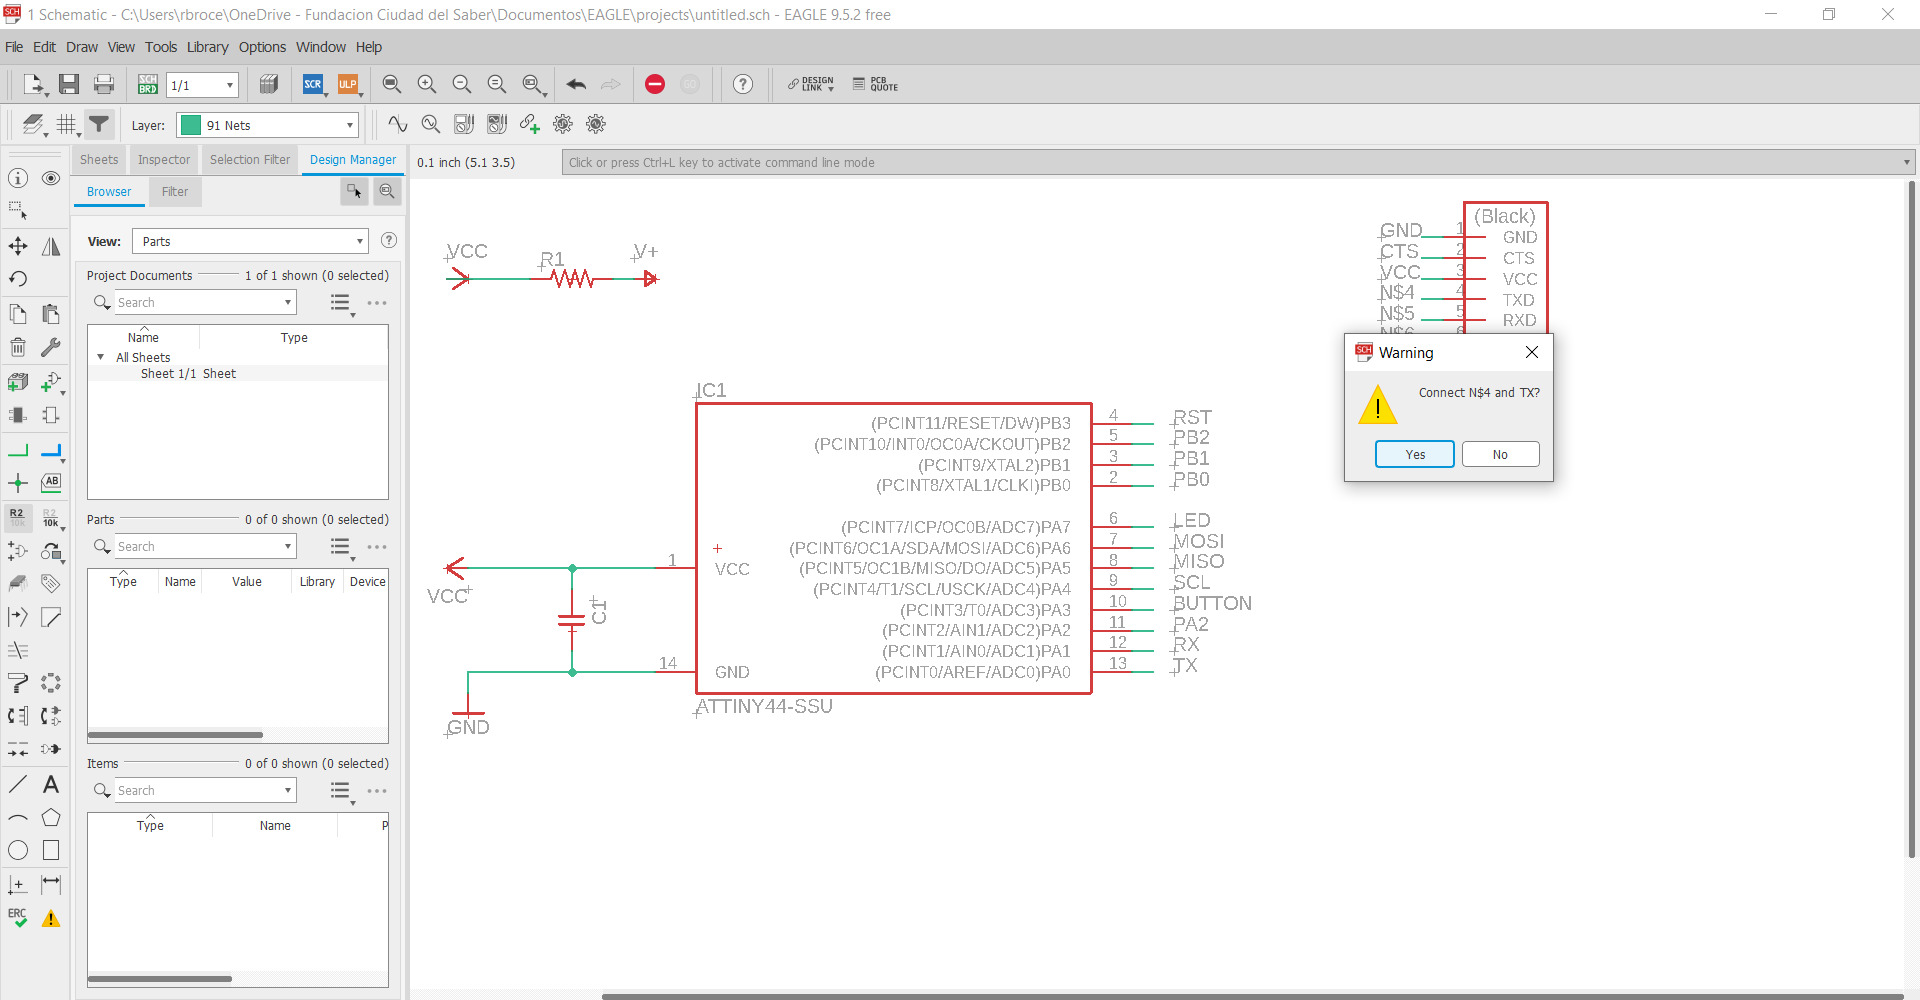 1 Schematic - C:\Users\rbroce\OneDrive - Fundacion Ciudad del Saber\Documentos\EAGLE\projects\untitled.sch - EAGLE 9.5.2 free
File Edit Draw View Tools Library Options Window Help
SCH BRD 1/1 SCR ULP GO DESIGN LINK PCB QUOTE
Layer: 91 Nets
Sheets Inspector Selection Filter Design Manager
0.1 inch (5.1 3.5)
Click or press Ctrl+L key to activate command line mode
Browser Filter
View: Parts
Project Documents 1 of 1 shown (0 selected)
Search
Name Type
All Sheets
Sheet 1/1 Sheet
Parts 0 of 0 shown (0 selected)
Search
Type Name Value Library Device
Items 0 of 0 shown (0 selected)
Search
Type Name P
AB
R2 10k R2 10k
A
ERC
VCC R1 V+
(Black)
GND 1 GND
CTS 2 CTS
VCC 3 VCC
N$4 4 TXD
N$5 5 RXD
N$6 6
SCH Warning
Connect N$4 and TX?
Yes No
IC1
(PCINT11/RESET/DW)PB3 4 RST
(PCINT10/INT0/OC0A/CKOUT)PB2 5 PB2
(PCINT9/XTAL2)PB1 3 PB1
(PCINT8/XTAL1/CLKI)PB0 2 PB0
(PCINT7/ICP/OC0B/ADC7)PA7 6 LED
(PCINT6/OC1A/SDA/MOSI/ADC6)PA6 7 MOSI
(PCINT5/OC1B/MISO/DO/ADC5)PA5 8 MISO
(PCINT4/T1/SCL/USCK/ADC4)PA4 9 SCL
(PCINT3/T0/ADC3)PA3 10 BUTTON
(PCINT2/AIN1/ADC2)PA2 11 PA2
(PCINT1/AIN0/ADC1)PA1 12 RX
(PCINT0/AREF/ADC0)PA0 13 TX
1 VCC
VCC
C1
14 GND
GND
ATTINY44-SSU